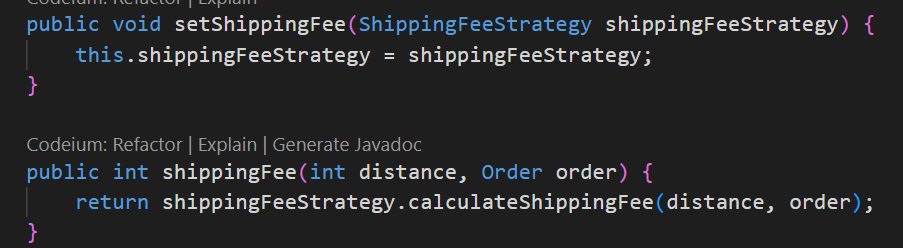 Codeium: Refactor | Explain
public void setShippingFee(ShippingFeeStrategy shippingFeeStrategy) {
    this.shippingFeeStrategy = shippingFeeStrategy;
}
Codeium: Refactor | Explain | Generate Javadoc
public int shippingFee(int distance, Order order) {
    return shippingFeeStrategy.calculateShippingFee(distance, order);
}